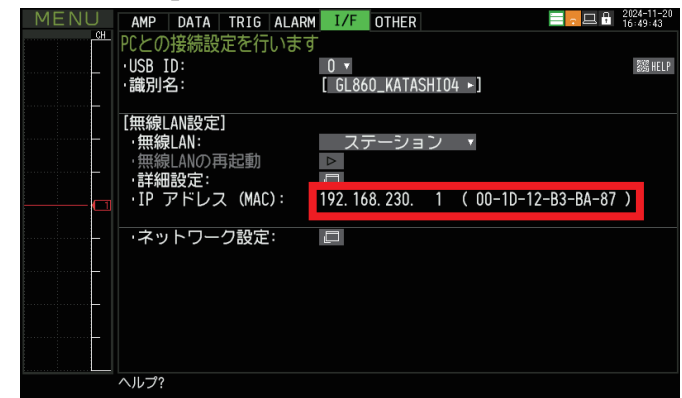 MENU AMP DATA TRIG ALARM I/F OTHER 2024-11-20
16:49:43
CH
PCとの接続設定を行います
・USB ID: 0
・識別名: [ GL860_KATASHI04 ]
HELP
[無線LAN設定]
・無線LAN: ステーション
・無線LANの再起動
・詳細設定:
・IP アドレス (MAC): 192.168.230. 1 ( 00-1D-12-B3-BA-87 )
1
・ネットワーク設定:
ヘルプ?